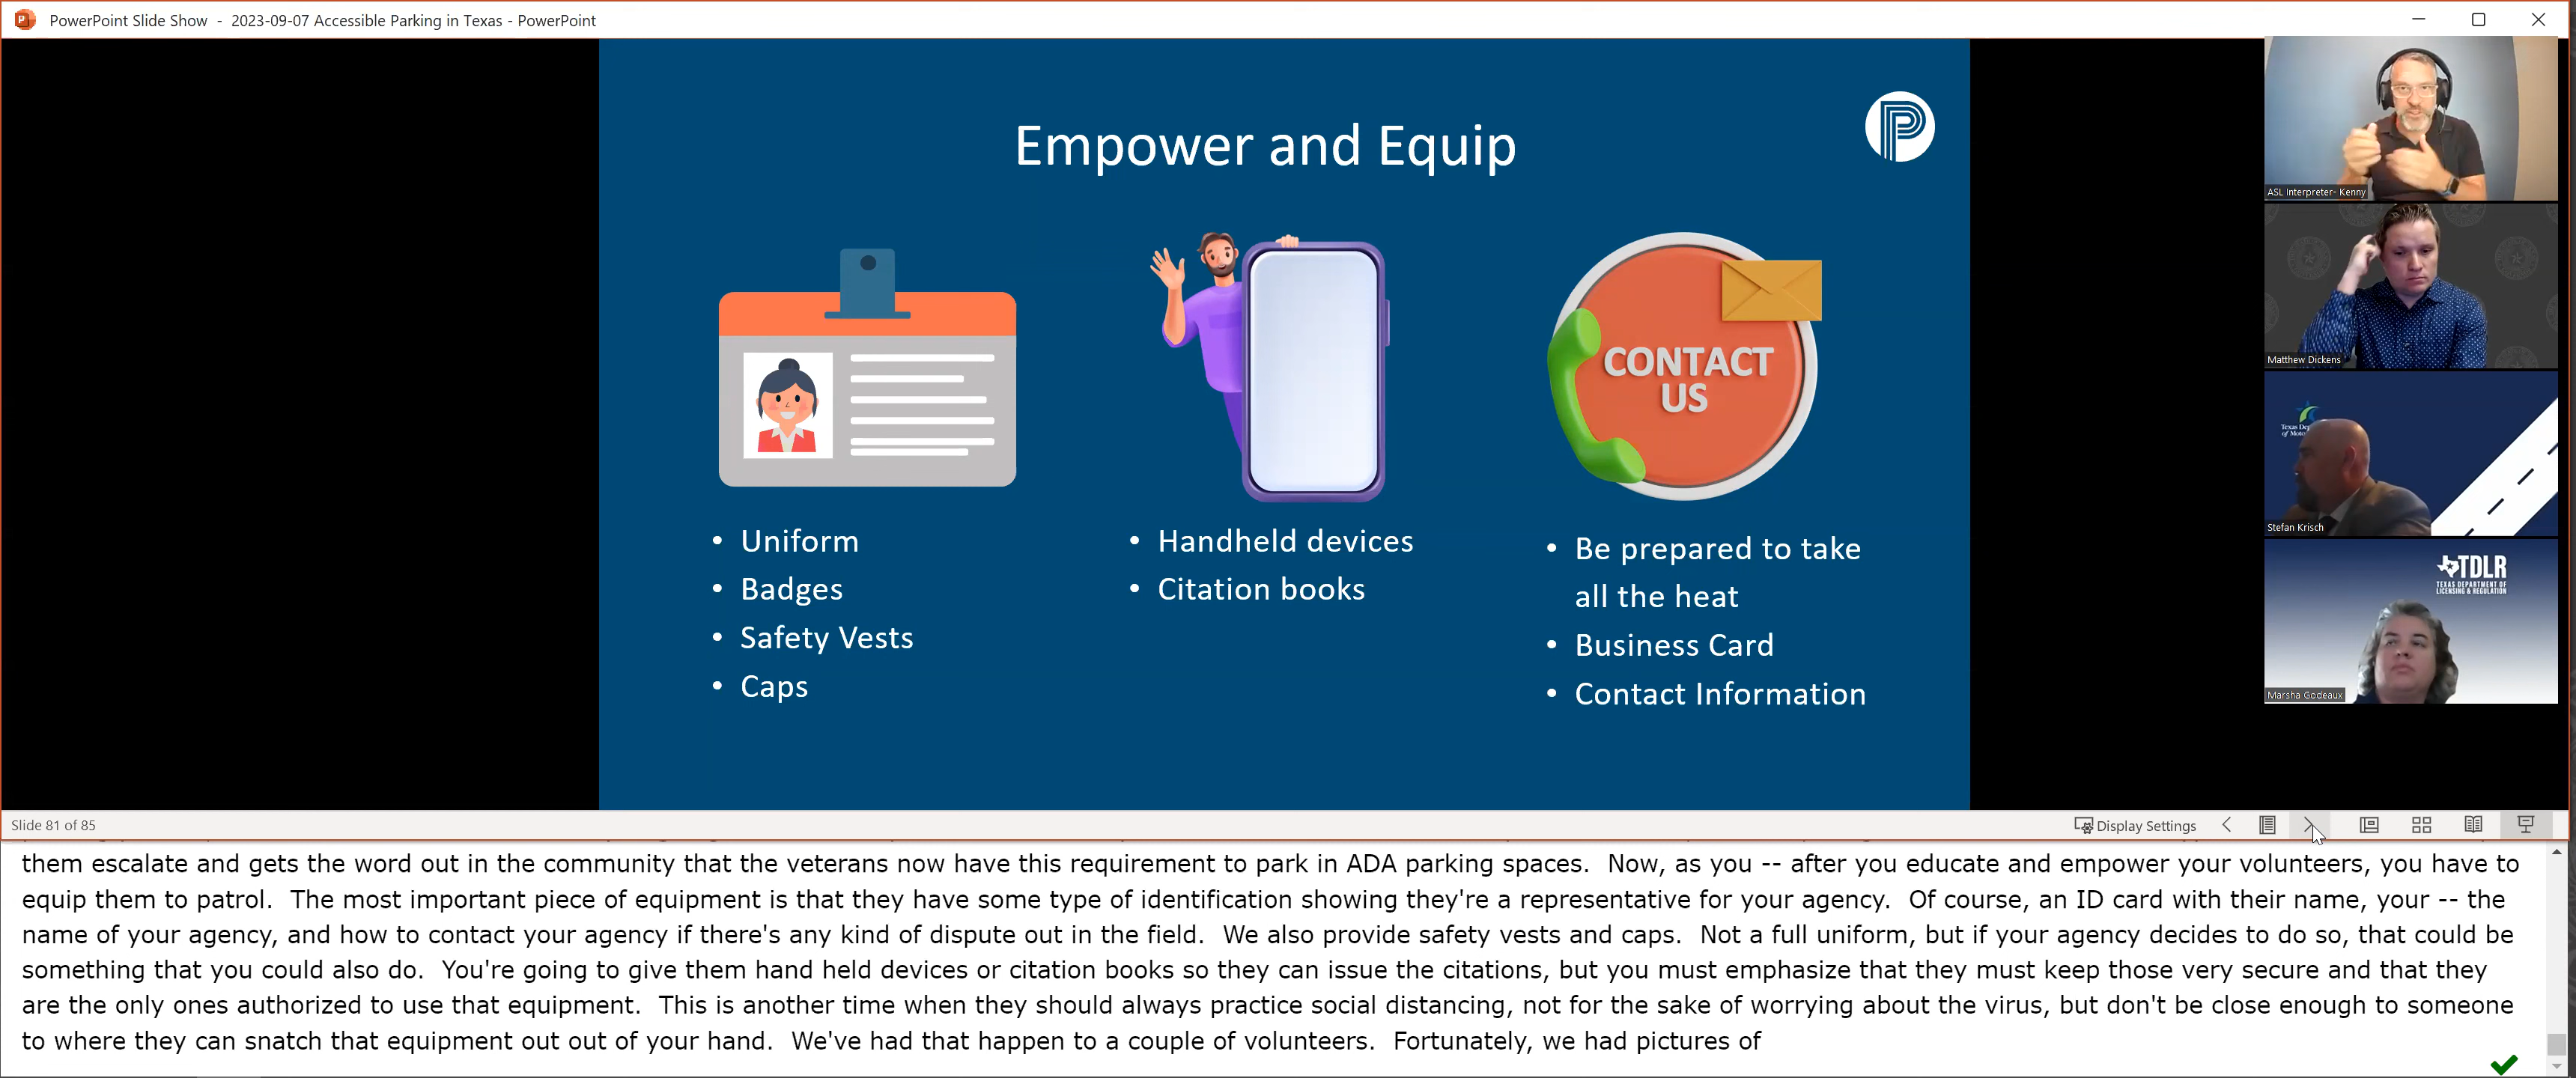 PowerPoint Slide Show - 2023-09-07 Accessible Parking in Texas - PowerPoint
Empower and Equip
CONTACT
US
• Uniform
• Badges
• Safety Vests
• Caps
• Handheld devices
• Citation books
• Be prepared to take
all the heat
• Business Card
• Contact Information
ASL Interpreter- Kenny
Matthew Dickens
Texas De
of Moto
Stefan Krisch
TDLR
TEXAS DEPARTMENT OF
LICENSING & REGULATION
Marsha Godeaux
Slide 81 of 85
Display Settings
them escalate and gets the word out in the community that the veterans now have this requirement to park in ADA parking spaces. Now, as you -- after you educate and empower your volunteers, you have to
equip them to patrol. The most important piece of equipment is that they have some type of identification showing they're a representative for your agency. Of course, an ID card with their name, your -- the
name of your agency, and how to contact your agency if there's any kind of dispute out in the field. We also provide safety vests and caps. Not a full uniform, but if your agency decides to do so, that could be
something that you could also do. You're going to give them hand held devices or citation books so they can issue the citations, but you must emphasize that they must keep those very secure and that they
are the only ones authorized to use that equipment. This is another time when they should always practice social distancing, not for the sake of worrying about the virus, but don't be close enough to someone
to where they can snatch that equipment out out of your hand. We've had that happen to a couple of volunteers. Fortunately, we had pictures of